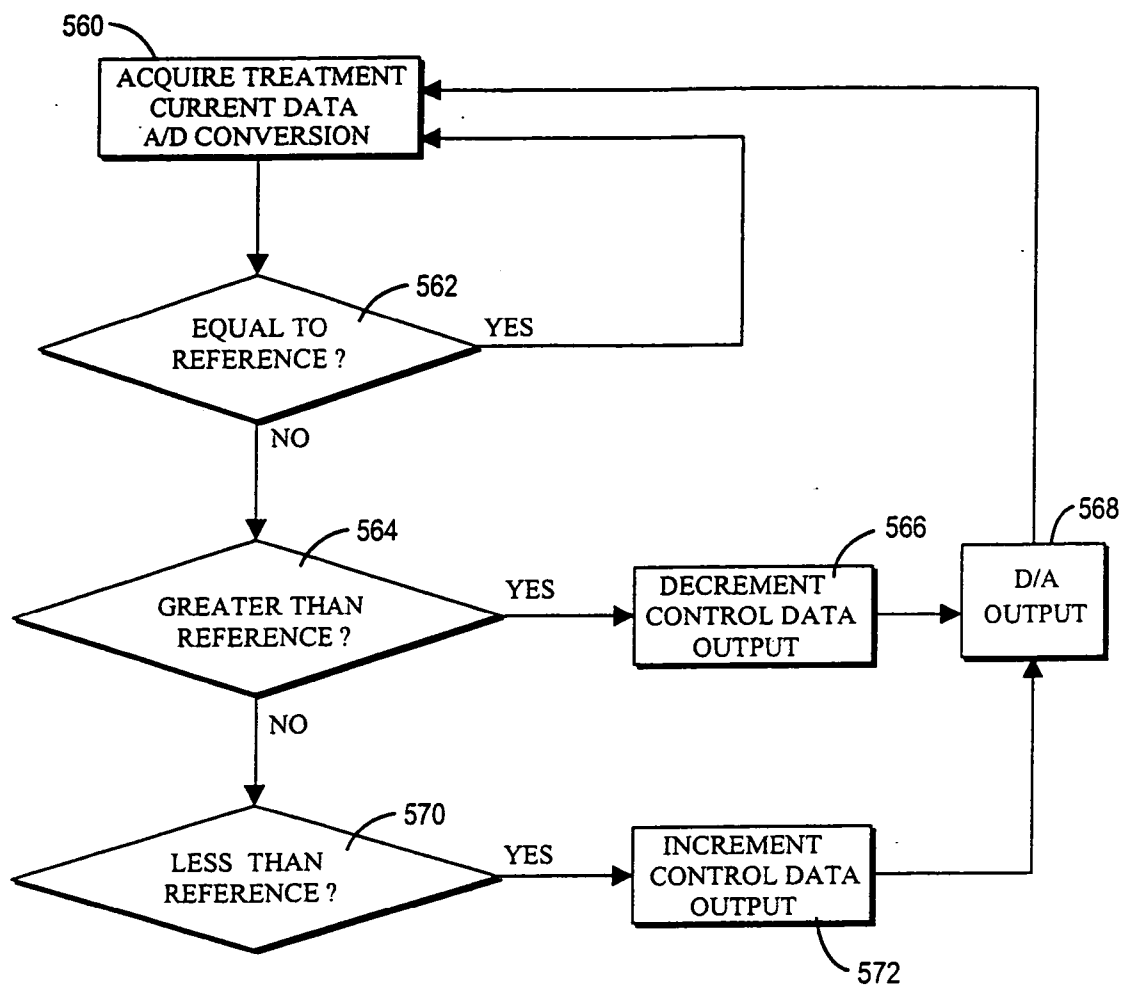 560
ACQUIRE TREATMENT
CURRENT DATA
A/D CONVERSION
562
EQUAL TO
REFERENCE ?
YES
NO
564
GREATER THAN
REFERENCE ?
YES
566
DECREMENT
CONTROL DATA
OUTPUT
568
D/A
OUTPUT
NO
570
LESS THAN
REFERENCE ?
YES
INCREMENT
CONTROL DATA
OUTPUT
572